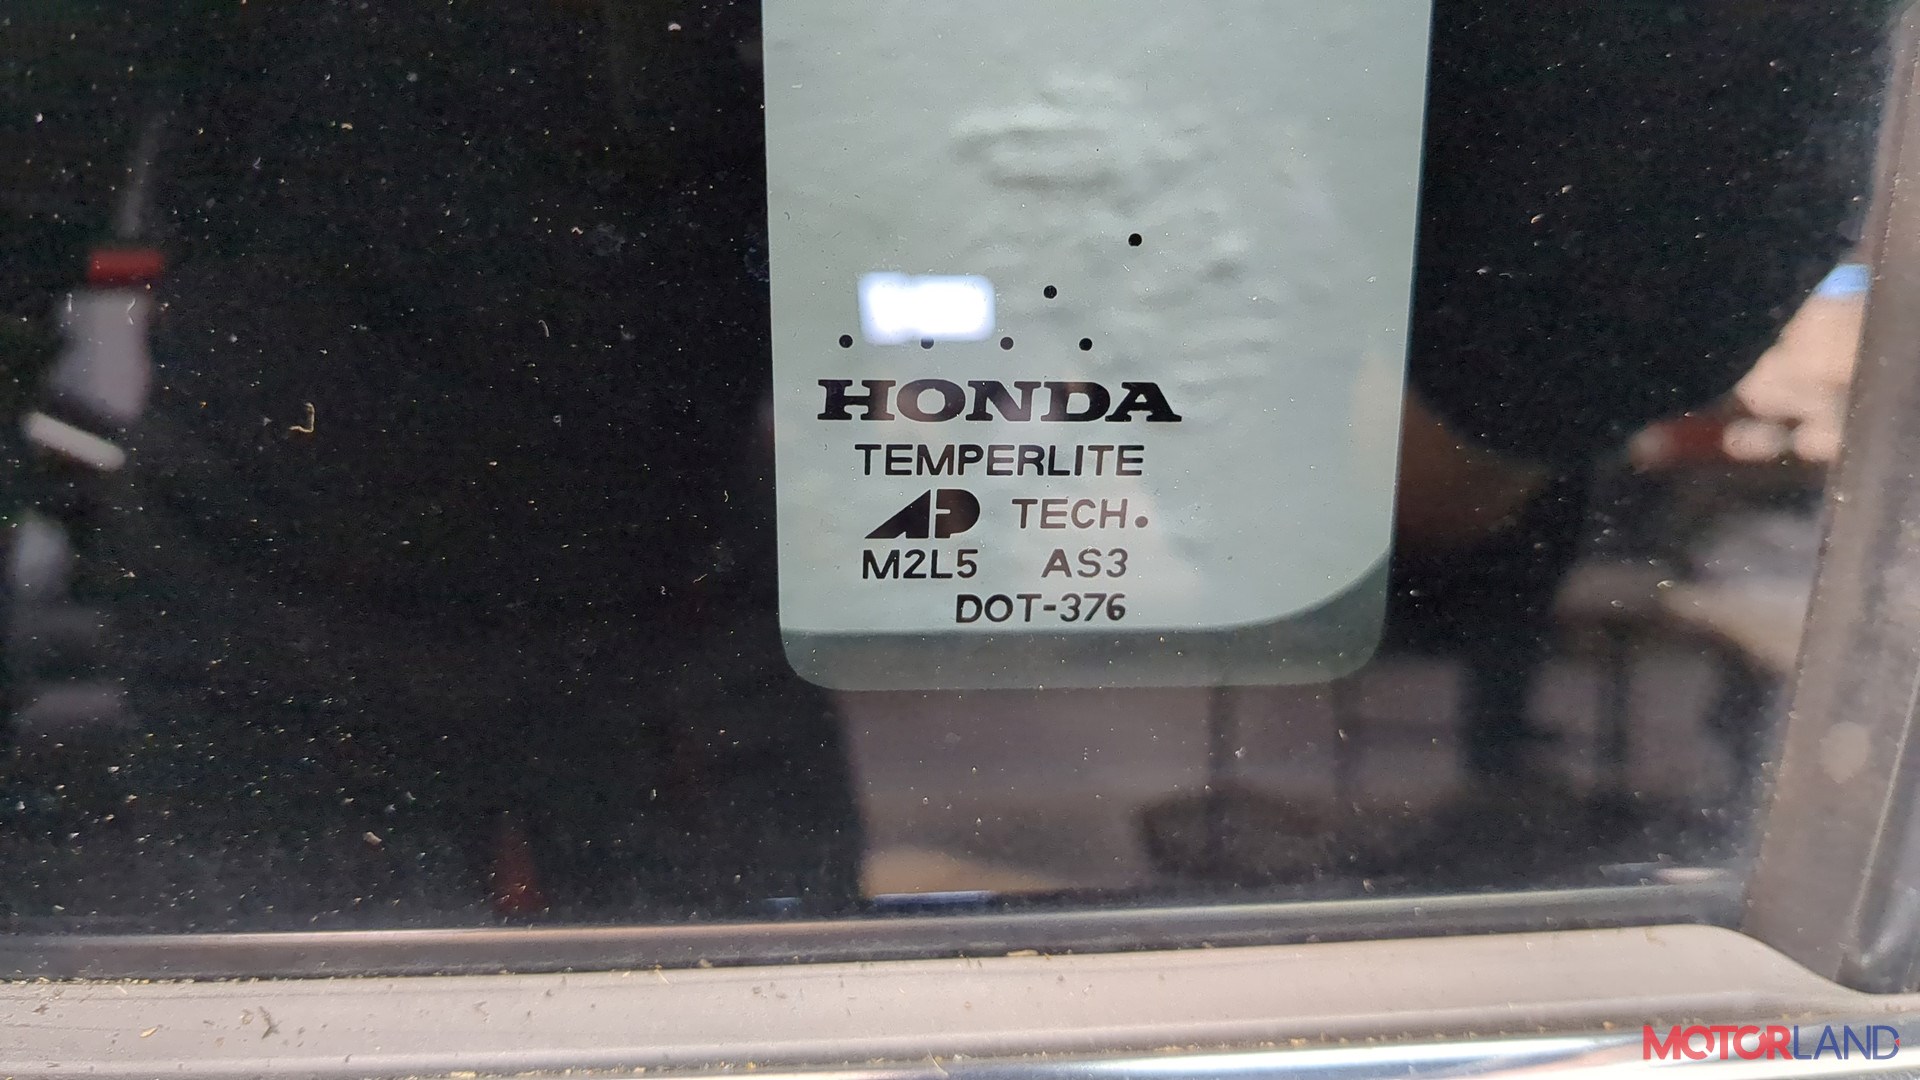 HONDA
TEMPERLITE
AP TECH.
M2L5 AS3
DOT-376
MOTORLAND